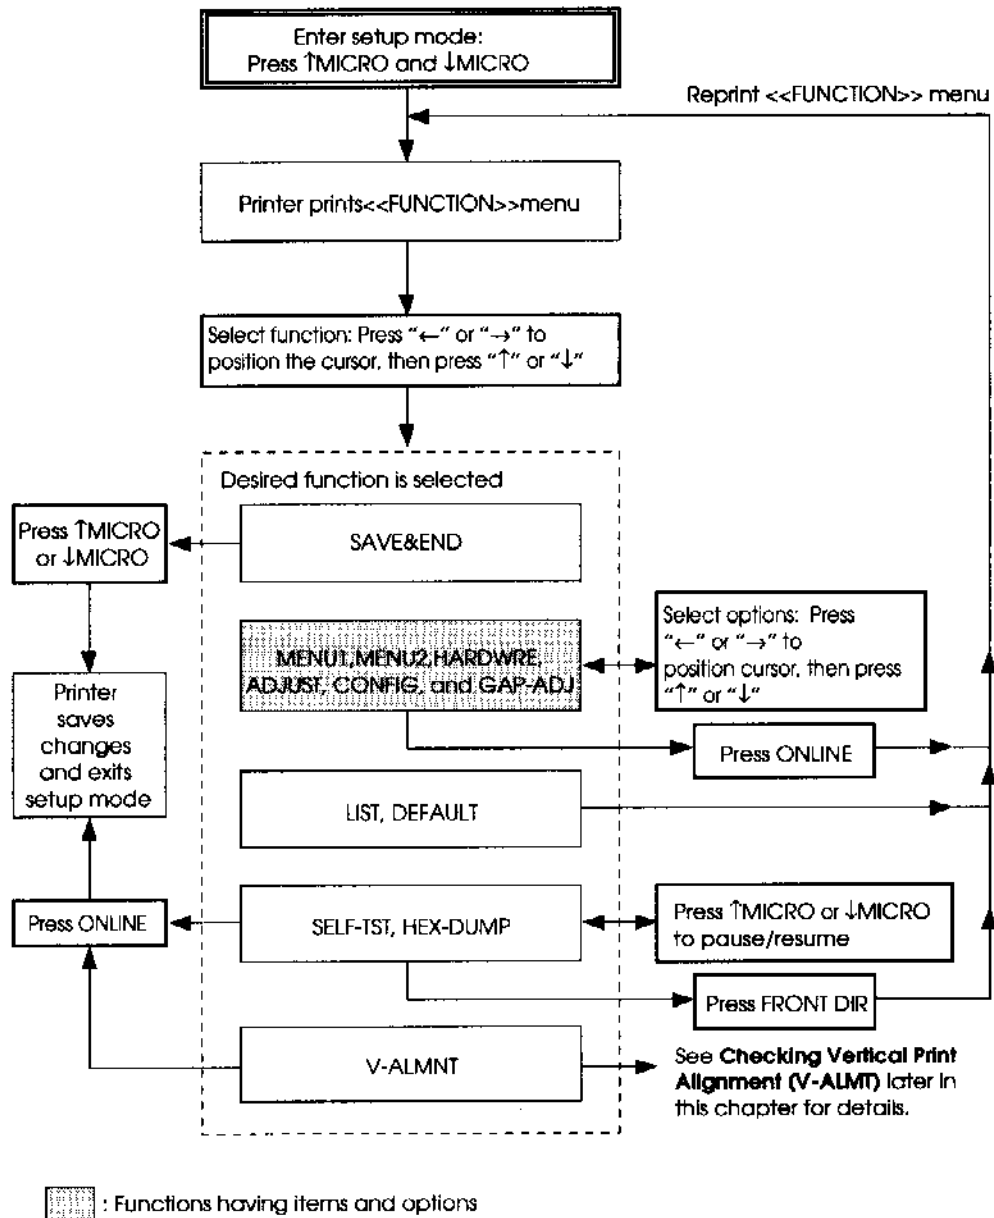 Enter setup mode:
Press ↑MICRO and ↓MICRO
Reprint <<FUNCTION>> menu
Printer prints<<FUNCTION>>menu
Select function: Press “←” or “→” to
position the cursor, then press “↑” or “↓”
Desired function is selected
Press ↑MICRO
or ↓MICRO
SAVE&END
Select options: Press
“←” or “→” to
position cursor, then press
“↑” or “↓”
MENU1,MENU2,HARDWRE,
ADJUST, CONFIG, and GAP-ADJ
Printer
saves
changes
and exits
setup mode
Press ONLINE
LIST, DEFAULT
Press ONLINE
SELF-TST, HEX-DUMP
Press ↑MICRO or ↓MICRO
to pause/resume
Press FRONT DIR
V-ALMNT
See Checking Vertical Print
Alignment (V-ALMT) later in
this chapter for details.
: Functions having items and options